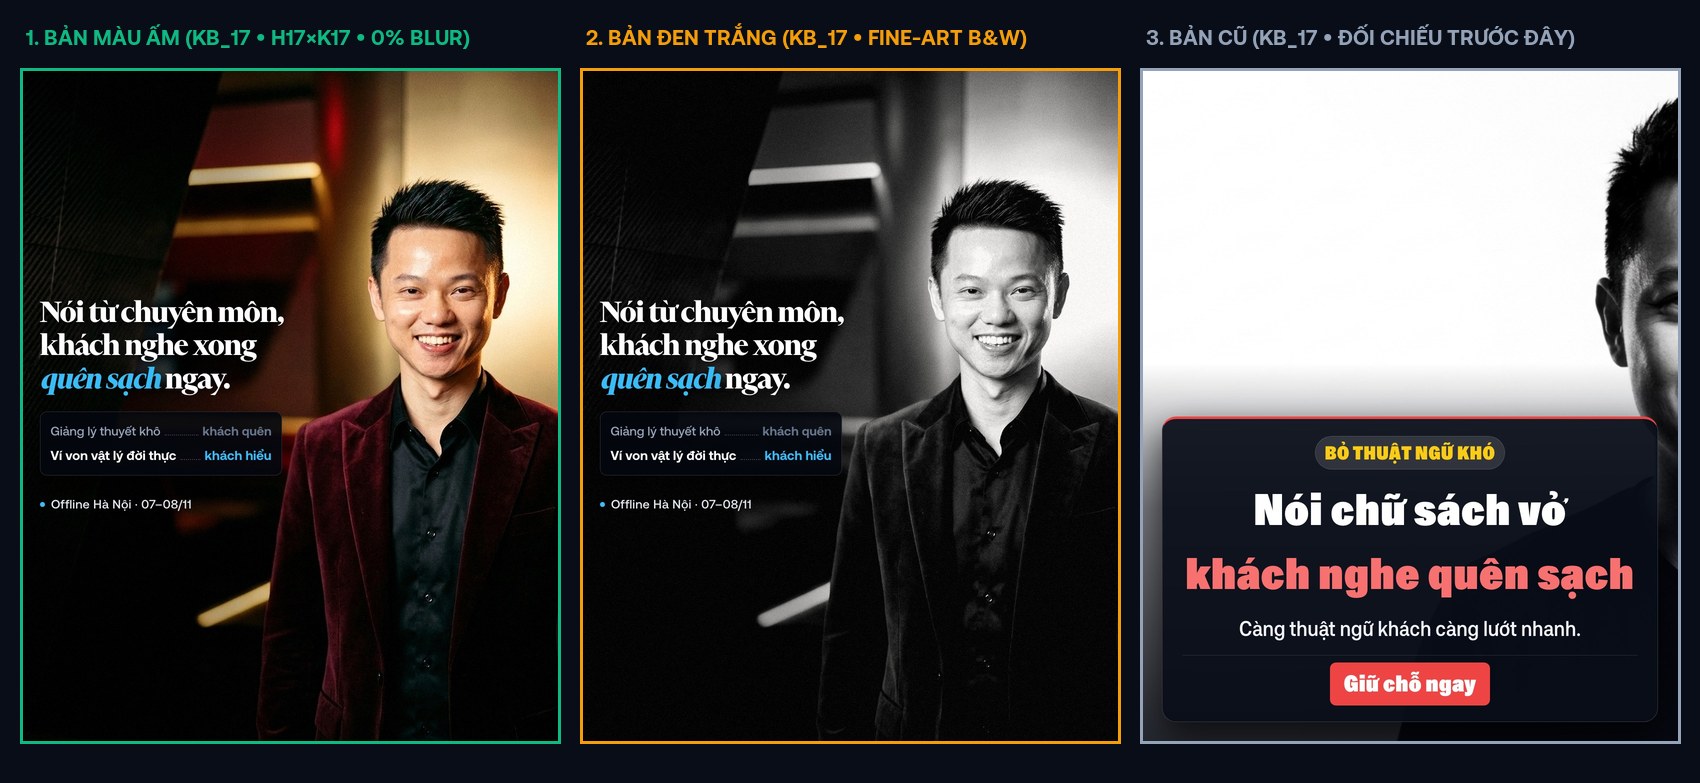 1. BẢN MÀU ẤM (KB_17 • H17×K17 • 0% BLUR)
Nói từ chuyên môn,
khách nghe xong
quên sạch ngay.
Giảng lý thuyết khô ........ khách quên
Ví von vật lý đời thực ..... khách hiểu
• Offline Hà Nội · 07–08/11
2. BẢN ĐEN TRẮNG (KB_17 • FINE-ART B&W)
Nói từ chuyên môn,
khách nghe xong
quên sạch ngay.
Giảng lý thuyết khô ........ khách quên
Ví von vật lý đời thực ..... khách hiểu
• Offline Hà Nội · 07–08/11
3. BẢN CŨ (KB_17 • ĐỐI CHIẾU TRƯỚC ĐÂY)
BỎ THUẬT NGỮ KHÓ
Nói chữ sách vở
khách nghe quên sạch
Càng thuật ngữ khách càng lướt nhanh.
Giữ chỗ ngay